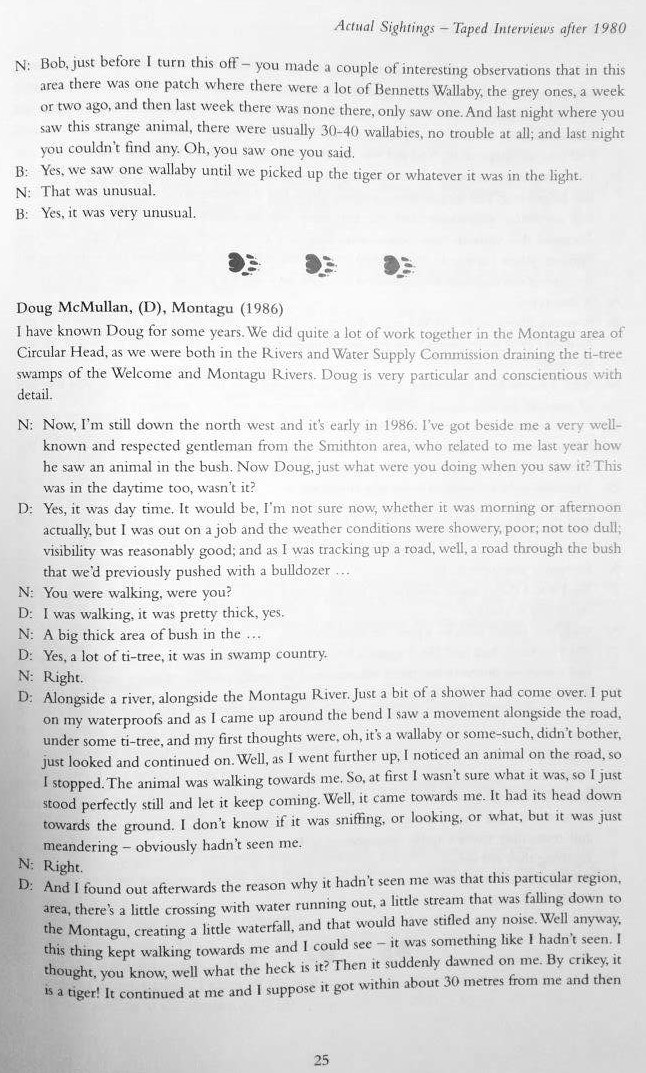 Actual Sightings – Taped Interviews after 1980
N: Bob, just before I turn this off – you made a couple of interesting observations that in this
area there was one patch where there were a lot of Bennetts Wallaby, the grey ones, a week
or two ago, and then last week there was none there, only saw one. And last night where you
saw this strange animal, there were usually 30-40 wallabies, no trouble at all; and last night
you couldn't find any. Oh, you saw one you said.
B: Yes, we saw one wallaby until we picked up the tiger or whatever it was in the light.
N: That was unusual.
B: Yes, it was very unusual.
Doug McMullan, (D), Montagu (1986)
I have known Doug for some years. We did quite a lot of work together in the Montagu area of
Circular Head, as we were both in the Rivers and Water Supply Commission draining the ti-tree
swamps of the Welcome and Montagu Rivers. Doug is very particular and conscientious with
detail.
N: Now, I'm still down the north west and it's early in 1986. I've got beside me a very well-
known and respected gentleman from the Smithton area, who related to me last year how
he saw an animal in the bush. Now Doug, just what were you doing when you saw it? This
was in the daytime too, wasn't it?
D: Yes, it was day time. It would be, I'm not sure now, whether it was morning or afternoon
actually, but I was out on a job and the weather conditions were showery, poor; not too dull;
visibility was reasonably good; and as I was tracking up a road, well, a road through the bush
that we'd previously pushed with a bulldozer ...
N: You were walking, were you?
D: I was walking, it was pretty thick, yes.
N: A big thick area of bush in the ...
D: Yes, a lot of ti-tree, it was in swamp country.
N: Right.
D: Alongside a river, alongside the Montagu River. Just a bit of a shower had come over. I put
on my waterproofs and as I came up around the bend I saw a movement alongside the road,
under some ti-tree, and my first thoughts were, oh, it's a wallaby or some-such, didn't bother,
just looked and continued on. Well, as I went further up, I noticed an animal on the road, so
I stopped. The animal was walking towards me. So, at first I wasn't sure what it was, so I just
stood perfectly still and let it keep coming. Well, it came towards me. It had its head down
towards the ground. I don't know if it was sniffing, or looking, or what, but it was just
meandering – obviously hadn't seen me.
N: Right.
D: And I found out afterwards the reason why it hadn't seen me was that this particular region,
area, there's a little crossing with water running out, a little stream that was falling down to
the Montagu, creating a little waterfall, and that would have stifled any noise. Well anyway,
this thing kept walking towards me and I could see – it was something like I hadn't seen. I
thought, you know, well what the heck is it? Then it suddenly dawned on me. By crikey, it
is a tiger! It continued at me and I suppose it got within about 30 metres from me and then
25